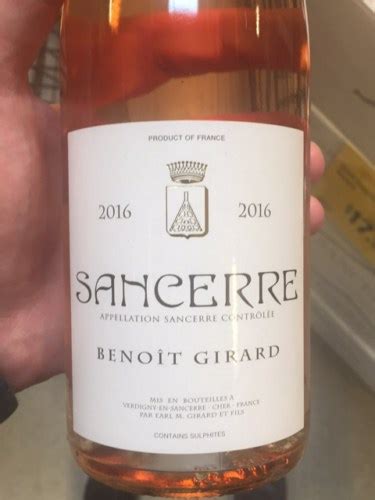 PRODUCT OF FRANCE
2016 2016
SANCERRE
APPELLATION SANCERRE CONTRÔLÉE
BENOÎT GIRARD
MIS EN BOUTEILLES A
VERDIGNY-EN-SANCERRE - CHER - FRANCE
PAR EARL M. GIRARD ET FILS
CONTAINS SULPHITES